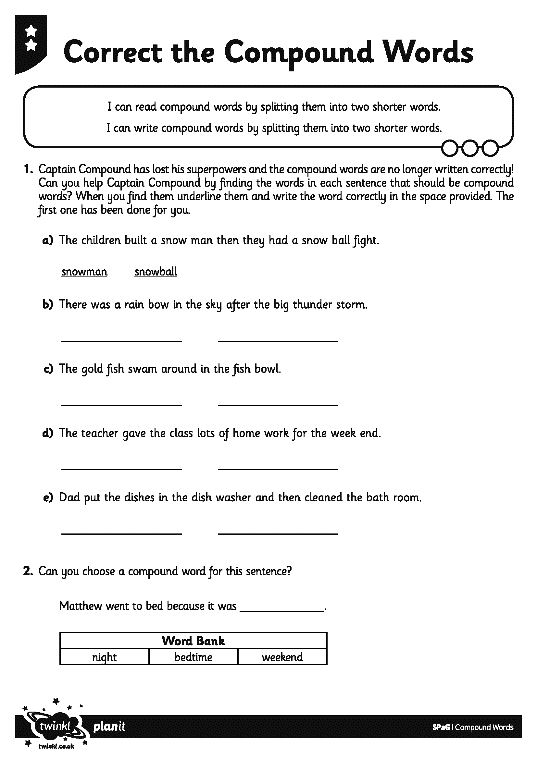 Correct the Compound Words
I can read compound words by splitting them into two shorter words.
I can write compound words by splitting them into two shorter words.
1. Captain Compound has lost his superpowers and the compound words are no longer written correctly!
Can you help Captain Compound by finding the words in each sentence that should be compound
words? When you find them underline them and write the word correctly in the space provided. The
first one has been done for you.
a) The children built a snow man then they had a snow ball fight.
snowman snowball
b) There was a rain bow in the sky after the big thunder storm.
c) The gold fish swam around in the fish bowl.
d) The teacher gave the class lots of home work for the week end.
e) Dad put the dishes in the dish washer and then cleaned the bath room.
2. Can you choose a compound word for this sentence?
Matthew went to bed because it was ______________.
Word Bank
night bedtime weekend
twinkl planit
twinkl.co.uk
SPaG | Compound Words